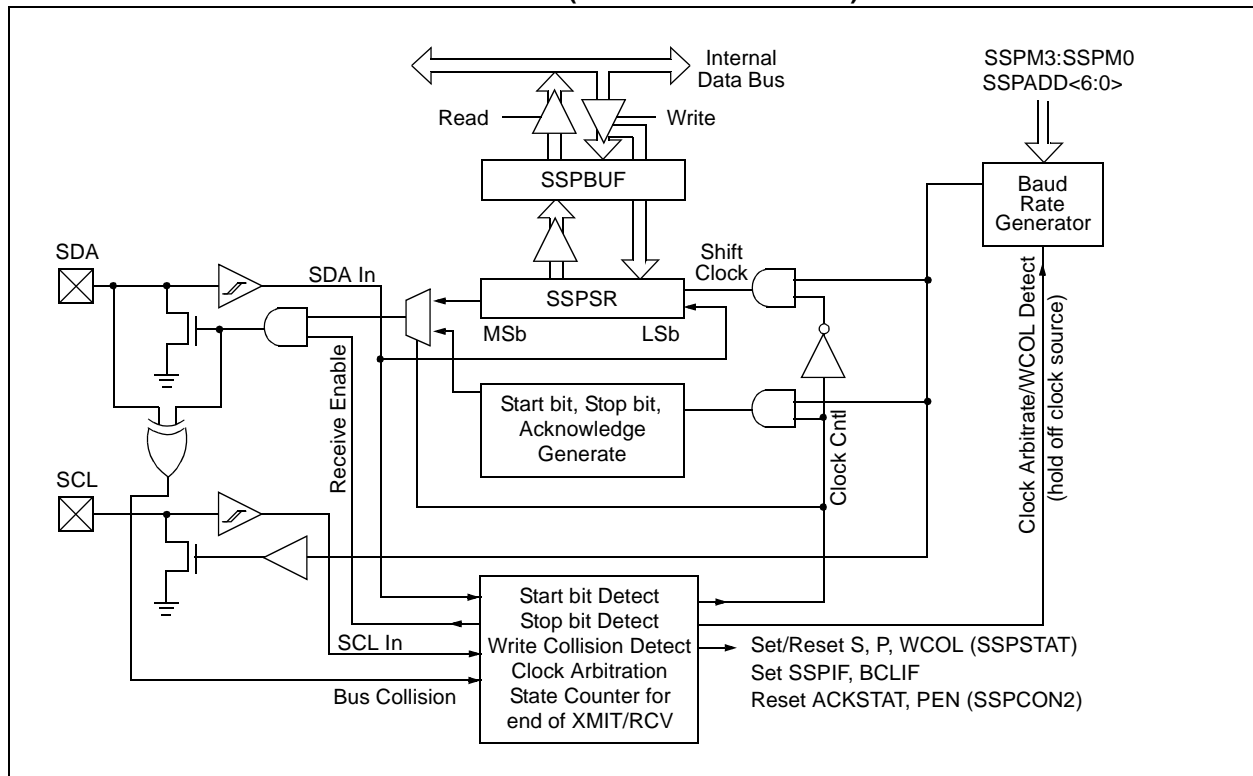 Internal
Data Bus
SSPM3:SSPM0
SSPADD<6:0>
Read
Write
SSPBUF
Baud
Rate
Generator
SDA
SDA In
Shift
Clock
SSPSR
MSb
LSb
Start bit, Stop bit,
Acknowledge
Generate
Receive Enable
Clock Cntl
Clock Arbitrate/WCOL Detect
(hold off clock source)
SCL
SCL In
Bus Collision
Start bit Detect
Stop bit Detect
Write Collision Detect
Clock Arbitration
State Counter for
end of XMIT/RCV
Set/Reset S, P, WCOL (SSPSTAT)
Set SSPIF, BCLIF
Reset ACKSTAT, PEN (SSPCON2)